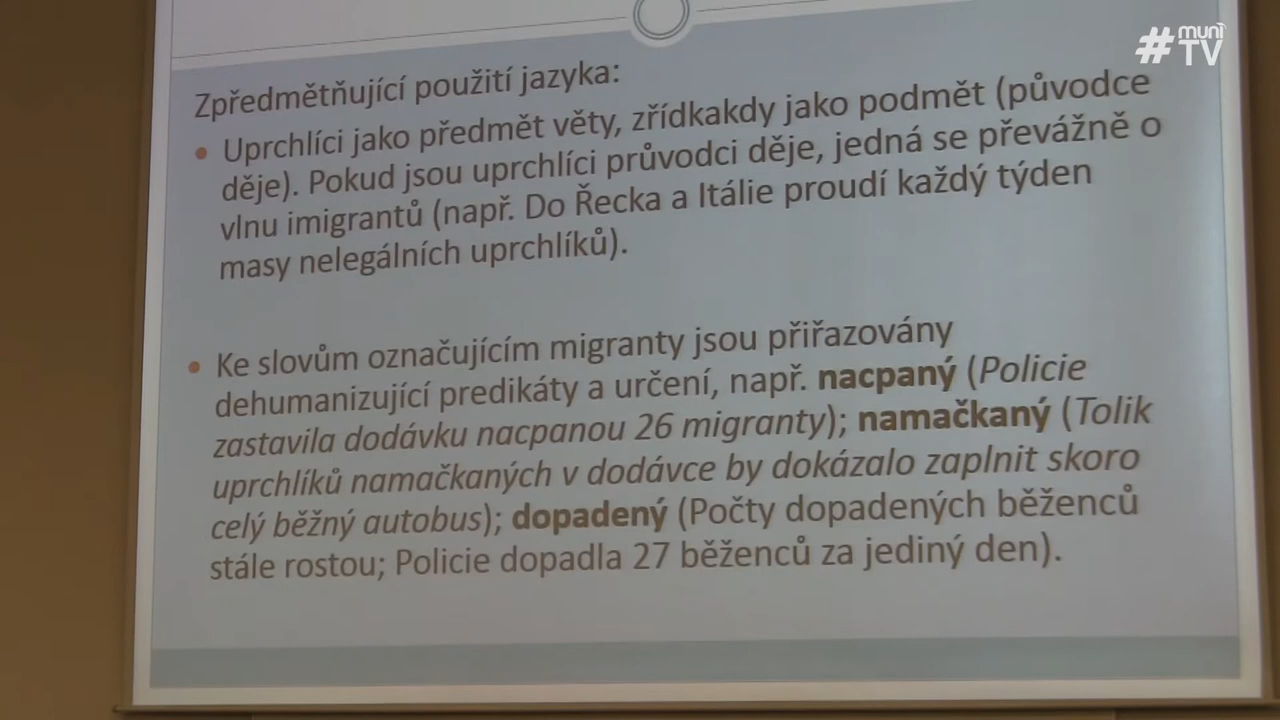 #muni TV
Zpředmětňující použití jazyka:
• Uprchlíci jako předmět věty, zřídkakdy jako podmět (původce
děje). Pokud jsou uprchlíci průvodci děje, jedná se převážně o
vlnu imigrantů (např. Do Řecka a Itálie proudí každý týden
masy nelegálních uprchlíků).
• Ke slovům označujícím migranty jsou přiřazovány
dehumanizující predikáty a určení, např. nacpaný (Policie
zastavila dodávku nacpanou 26 migranty); namačkaný (Tolik
uprchlíků namačkaných v dodávce by dokázalo zaplnit skoro
celý běžný autobus); dopadený (Počty dopadených běženců
stále rostou; Policie dopadla 27 běženců za jediný den).